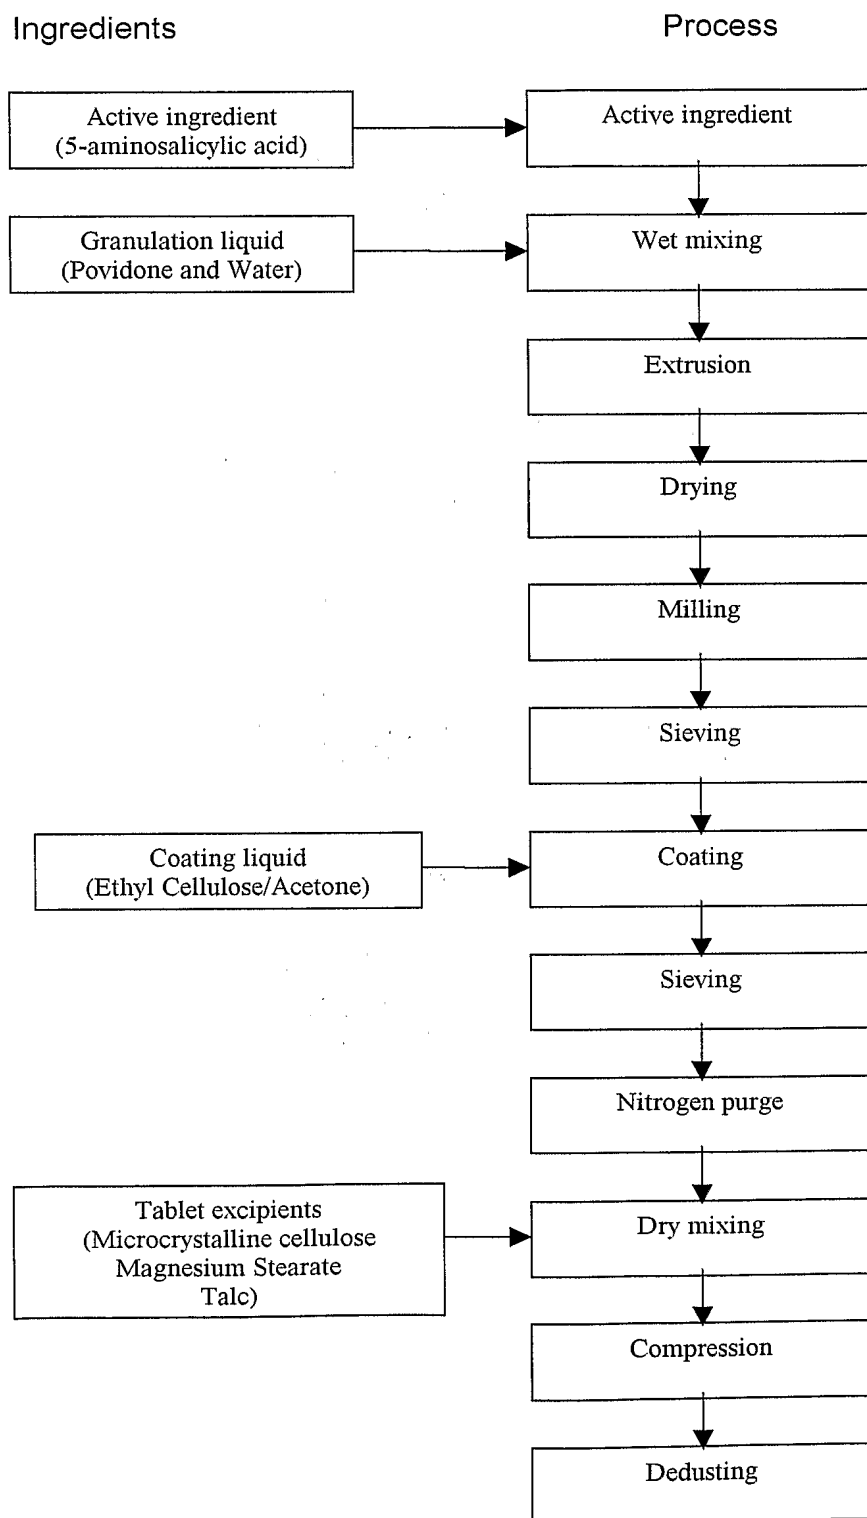 Ingredients
Process
Active ingredient
(5-aminosalicylic acid)
Active ingredient
Granulation liquid
(Povidone and Water)
Wet mixing
Extrusion
Drying
Milling
Sieving
Coating liquid
(Ethyl Cellulose/Acetone)
Coating
Sieving
Nitrogen purge
Tablet excipients
(Microcrystalline cellulose
Magnesium Stearate
Talc)
Dry mixing
Compression
Dedusting